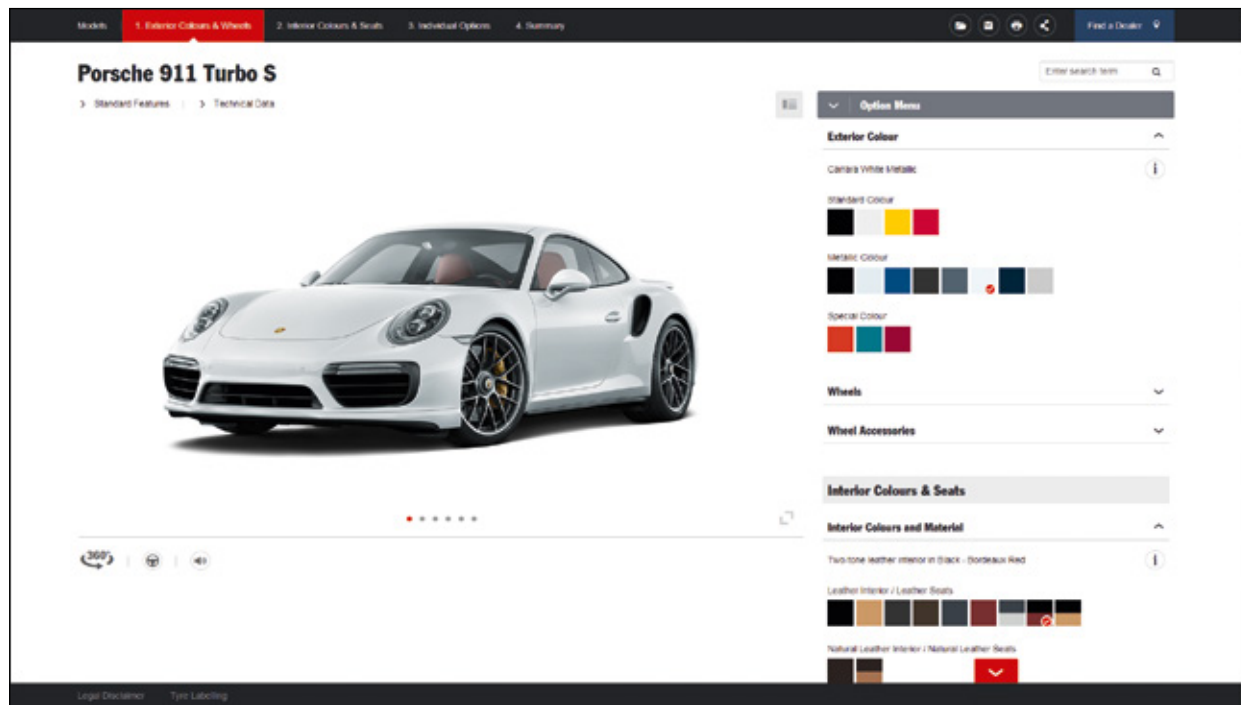 Models
1. Exterior Colours & Wheels
2. Interior Colours & Seats
3. Individual Options
4. Summary
Find a Dealer
Porsche 911 Turbo S
Enter search term
Standard Features
Technical Data
Option Menu
Exterior Colour
Carrara White Metallic
i
Standard Colour
Metallic Colour
Special Colour
Wheels
Wheel Accessories
Interior Colours & Seats
Interior Colours and Material
360°
Two-tone leather interior in Black - Bordeaux Red
i
Leather Interior / Leather Seats
Natural Leather Interior / Natural Leather Seats
Legal Disclaimer
Tyre Labelling